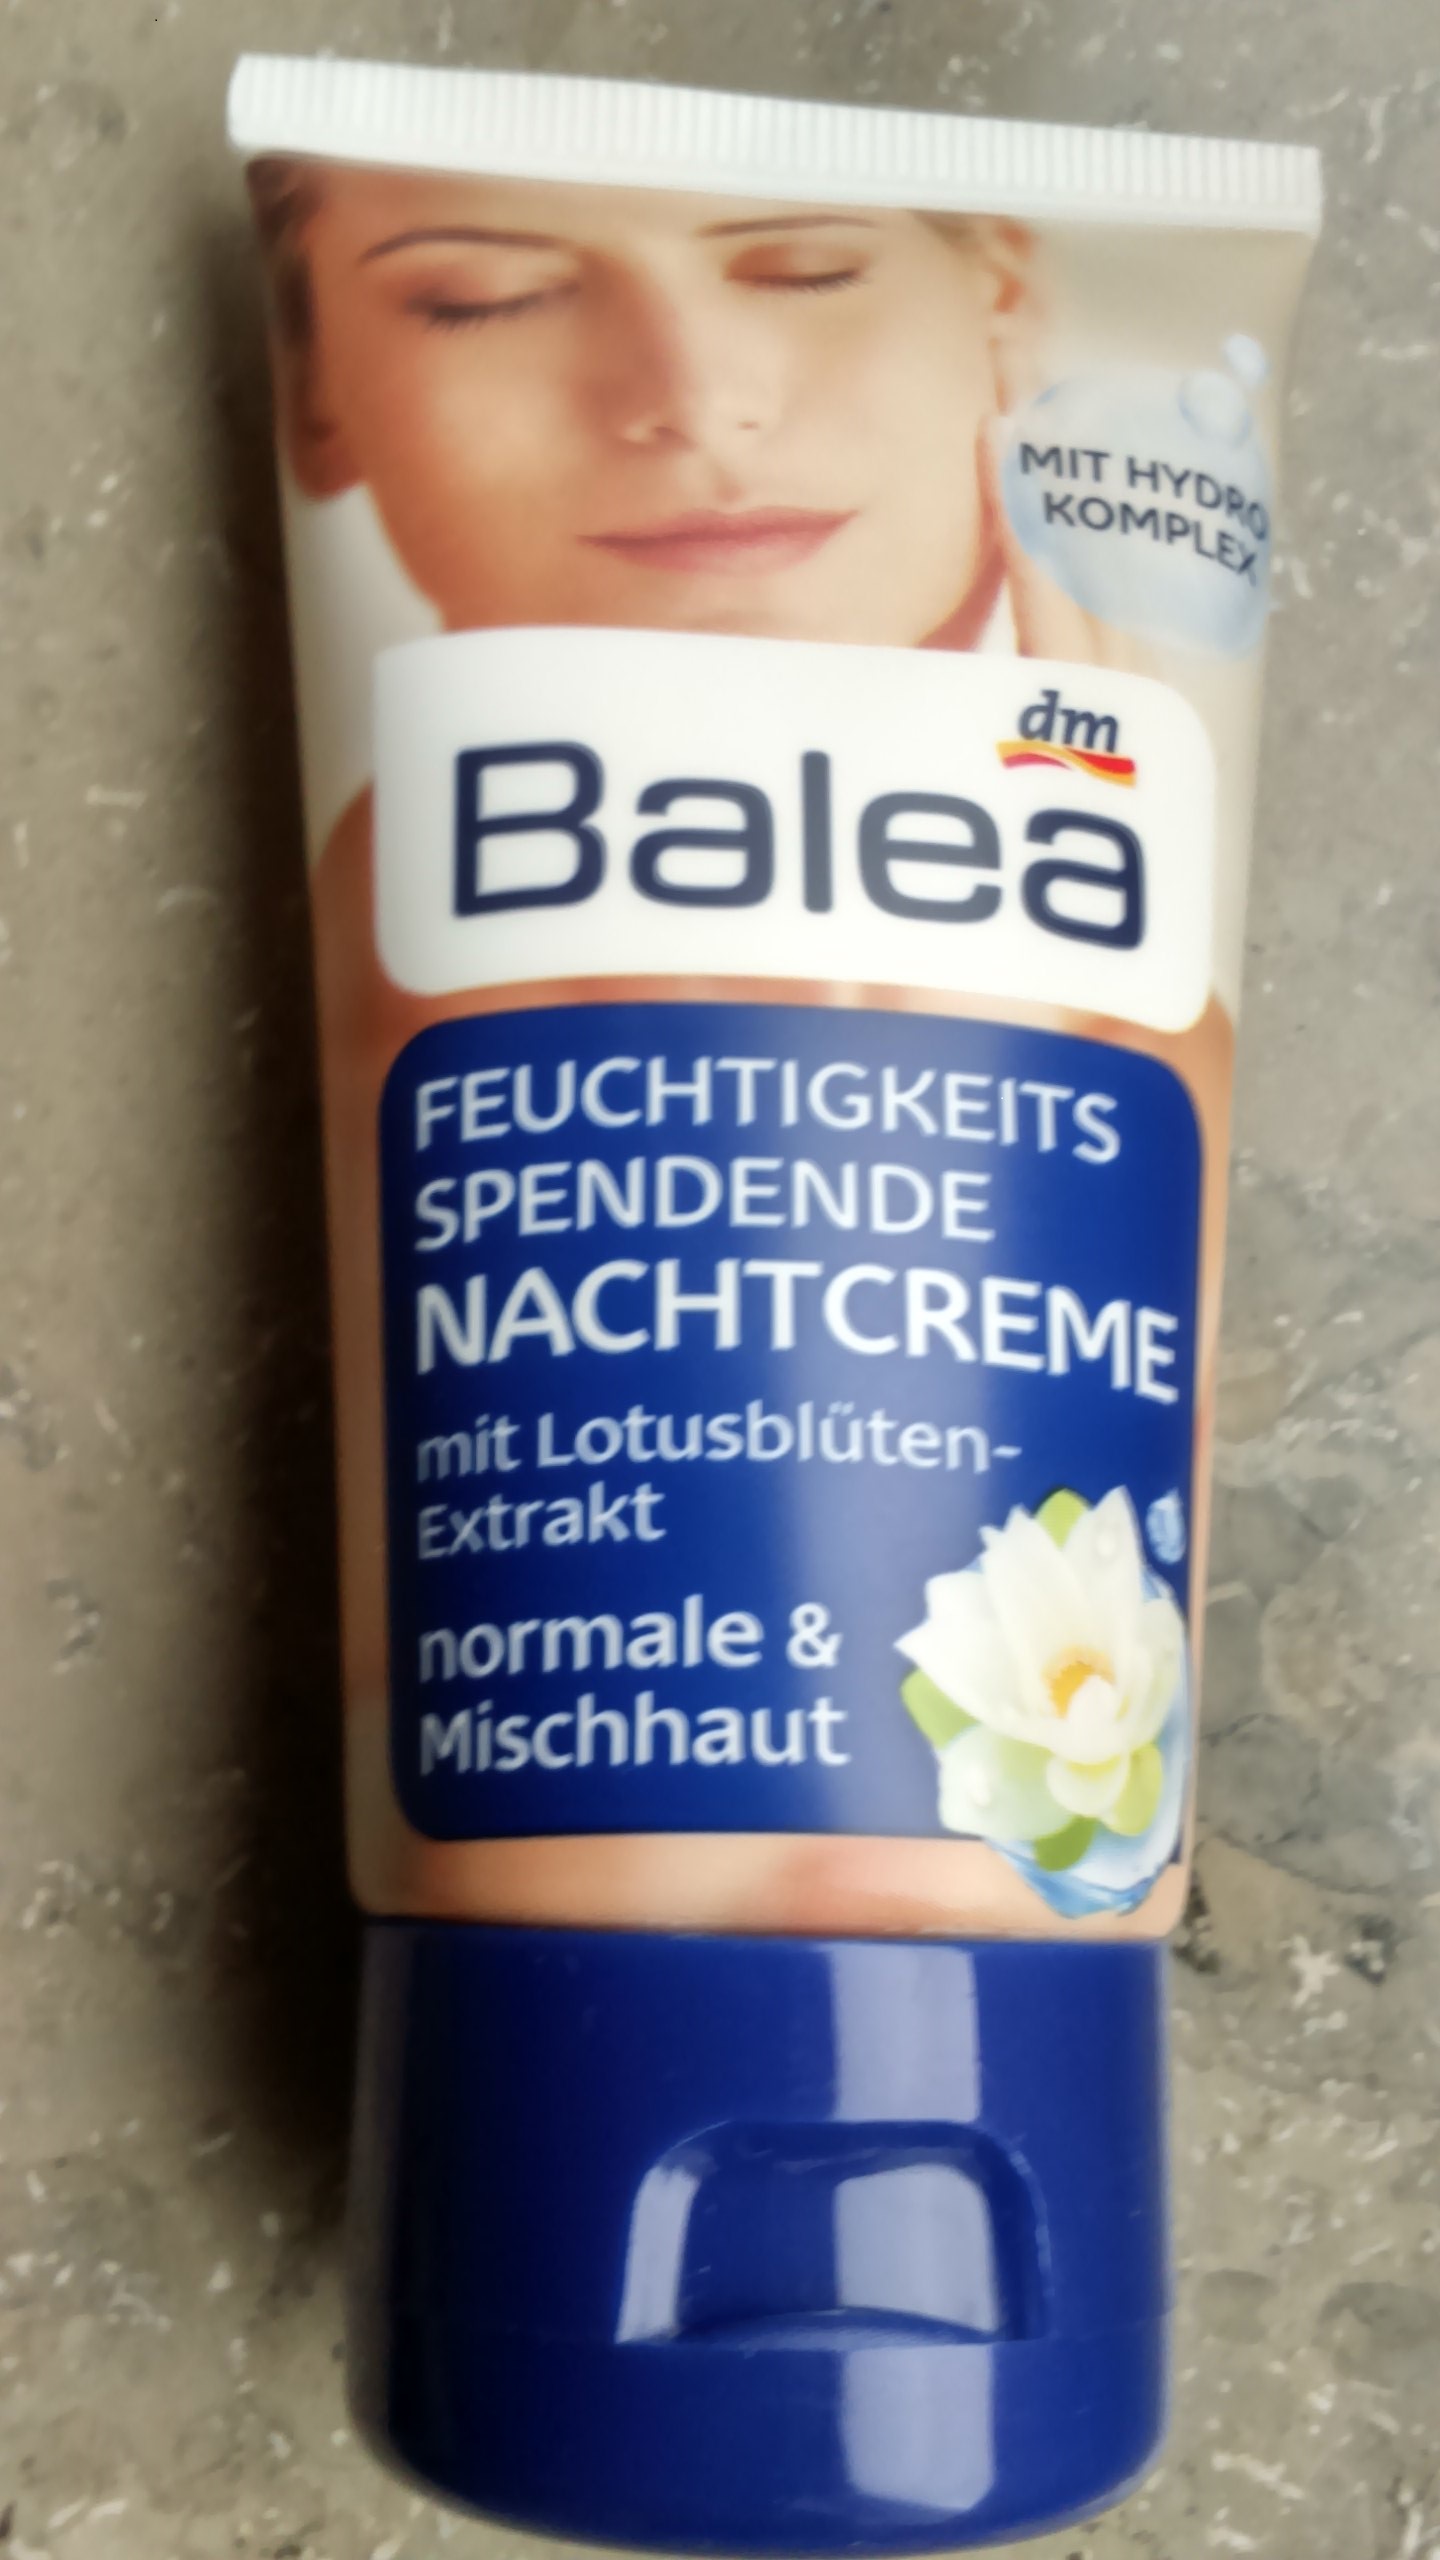 MIT HYDRO
KOMPLEX
dm
Balea
FEUCHTIGKEITS
SPENDENDE
NACHTCREME
mit Lotusblüten-
Extrakt
normale &
Mischhaut